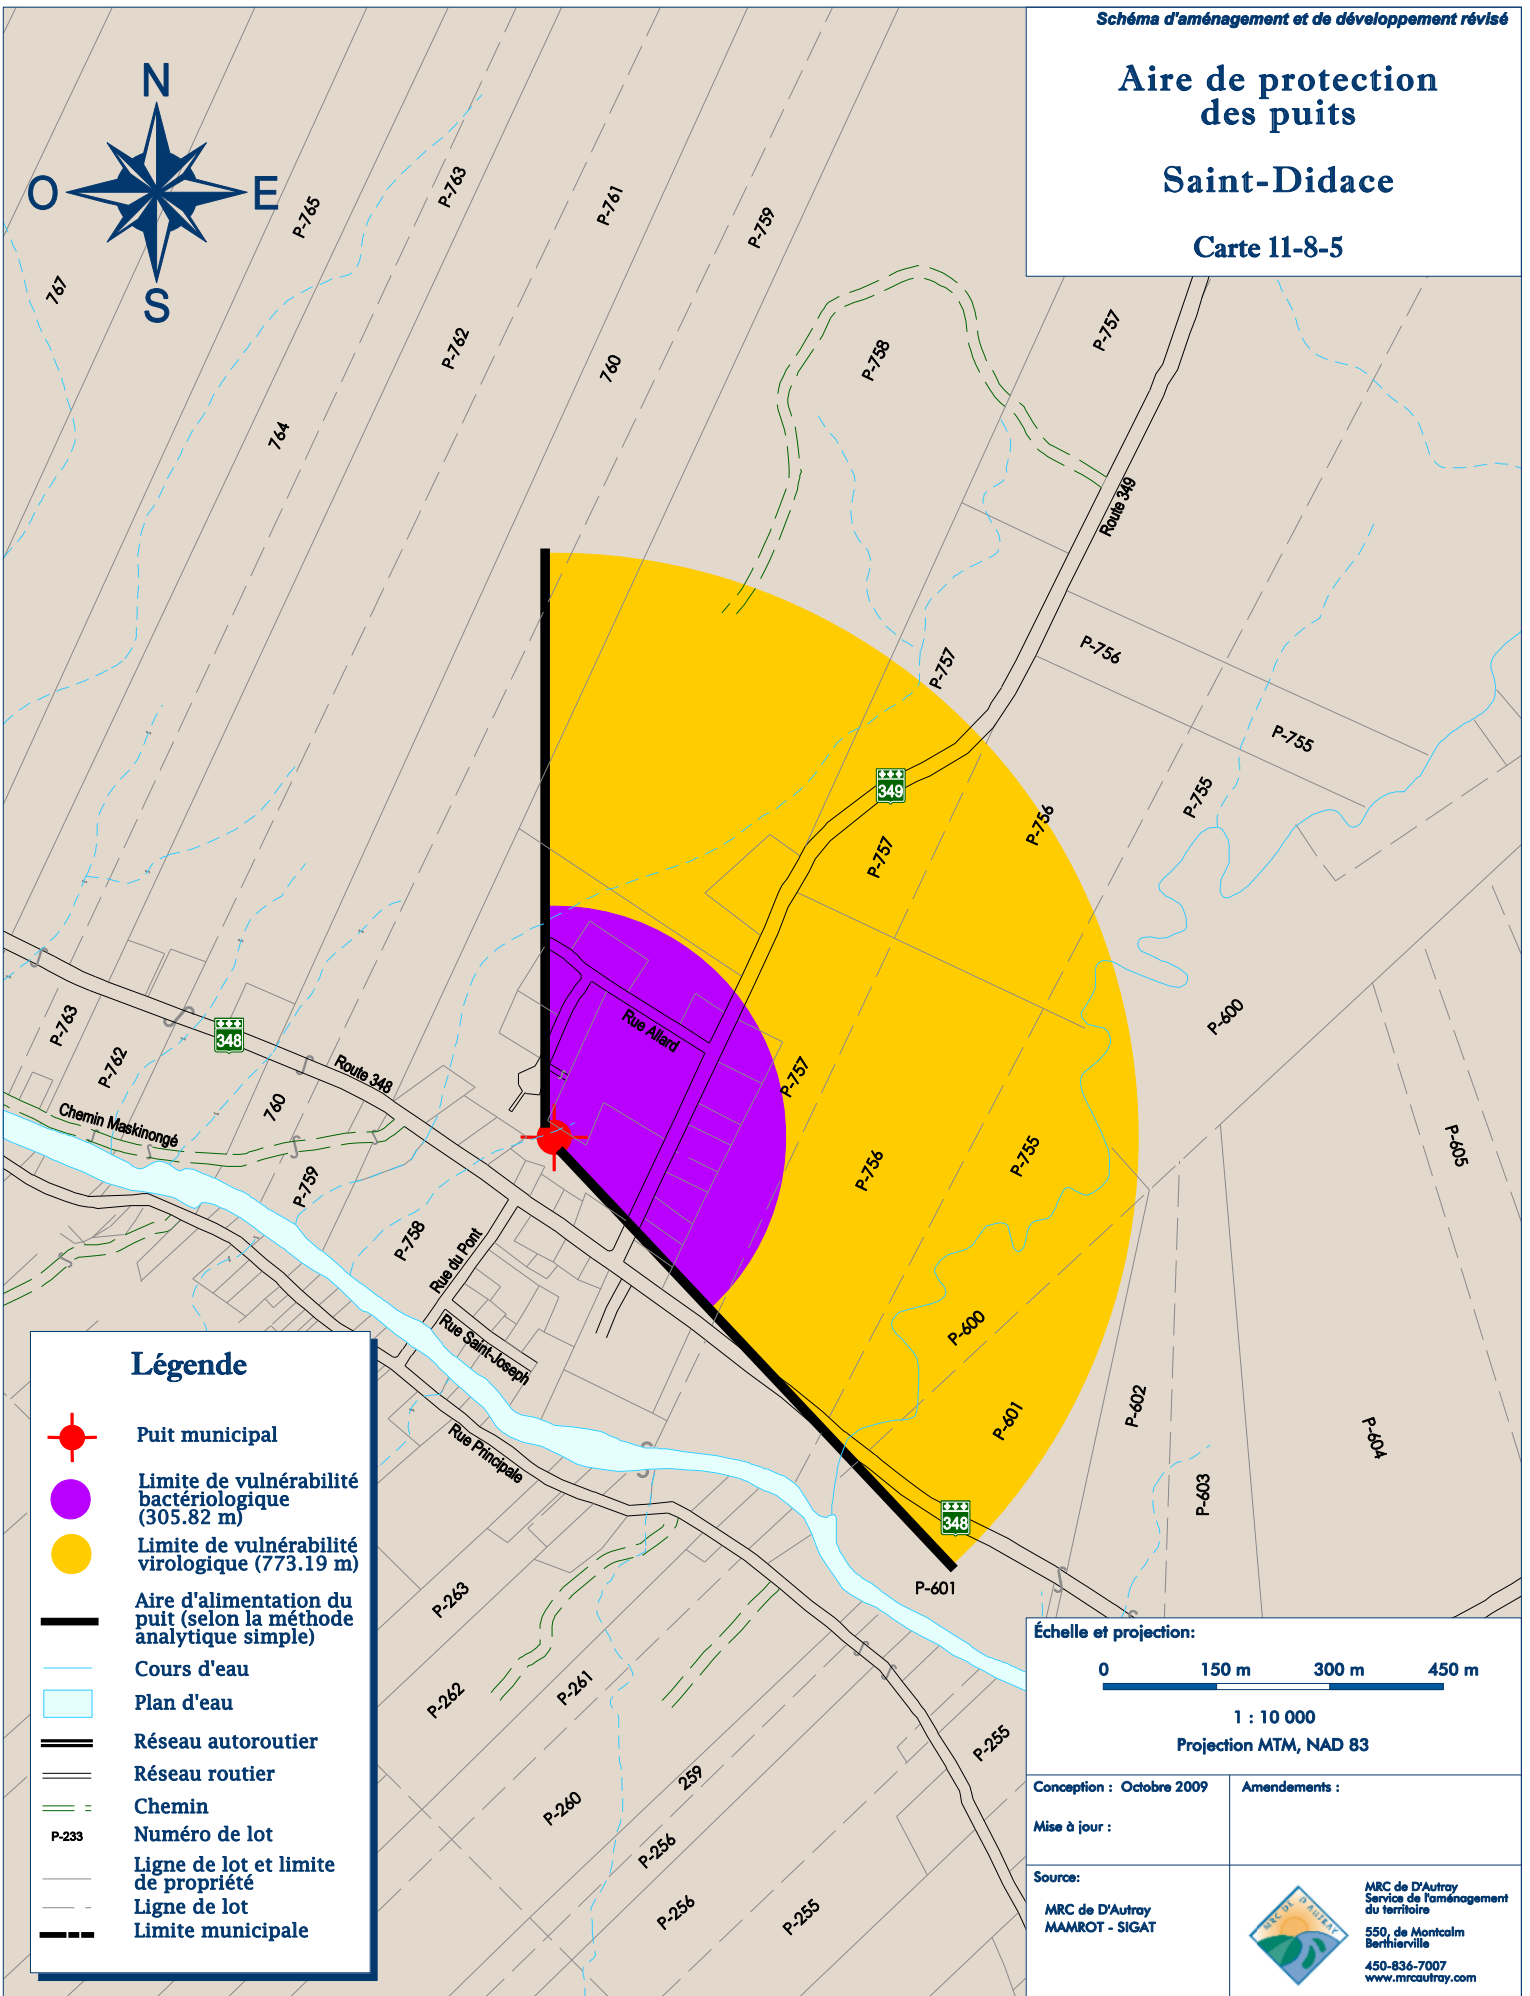 Schéma d'aménagement et de développement révisé
Aire de protection
des puits
Saint-Didace
Carte 11-8-5
N
O
E
S
P-765
P-763
P-761
P-759
767
P-762
760
P-758
P-757
764
Route 349
P-757
P-756
P-755
349
P-755
P-756
P-757
P-763
348
P-762
Route 348
760
Chemin Maskinongé
Rue Allard
P-757
P-600
P-759
P-758
Rue du Pont
P-756
P-755
P-605
Rue Saint-Joseph
P-600
P-601
P-602
P-604
Rue Principale
P-603
348
P-601
P-263
P-262
P-261
P-260
259
P-256
P-256
P-255
P-255
Légende
Puit municipal
Limite de vulnérabilité
bactériologique
(305.82 m)
Limite de vulnérabilité
virologique (773.19 m)
Aire d'alimentation du
puit (selon la méthode
analytique simple)
Cours d'eau
Plan d'eau
Réseau autoroutier
Réseau routier
Chemin
P-233
Numéro de lot
Ligne de lot et limite
de propriété
Ligne de lot
Limite municipale
Échelle et projection:
0 150 m 300 m 450 m
1 : 10 000
Projection MTM, NAD 83
Conception : Octobre 2009
Mise à jour :
Amendements :
Source:
MRC de D'Autray
MAMROT - SIGAT
MRC DE D'AUTRAY
MRC de D'Autray
Service de l'aménagement
du territoire
550, de Montcalm
Berthierville
450-836-7007
www.mrcautray.com